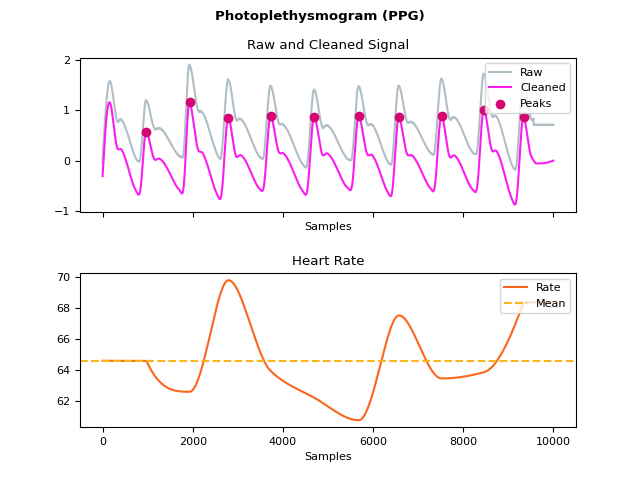 Photoplethysmogram (PPG)
Raw and Cleaned Signal
2
1
0
−1
Raw
Cleaned
Peaks
Samples
Heart Rate
70
68
66
64
62
Rate
Mean
0 2000 4000 6000 8000 10000
Samples